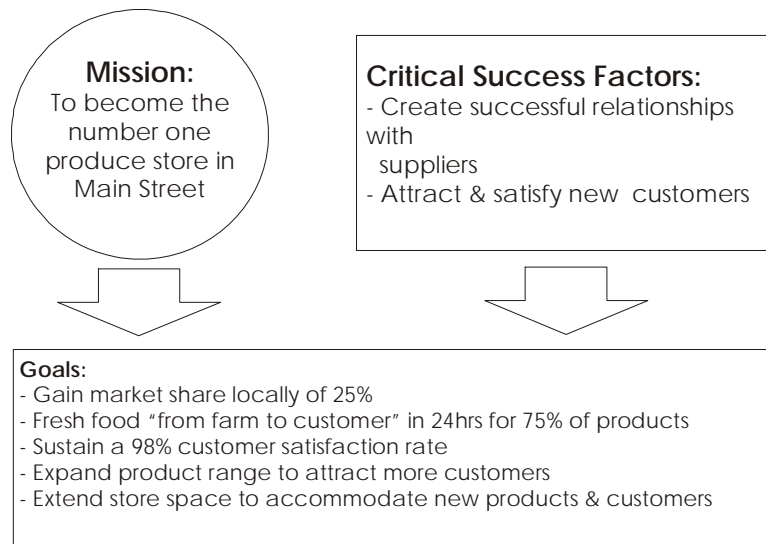 Mission:
To become the
number one
produce store in
Main Street
Critical Success Factors:
- Create successful relationships
with
suppliers
- Attract & satisfy new customers
Goals:
- Gain market share locally of 25%
- Fresh food “from farm to customer” in 24hrs for 75% of products
- Sustain a 98% customer satisfaction rate
- Expand product range to attract more customers
- Extend store space to accommodate new products & customers